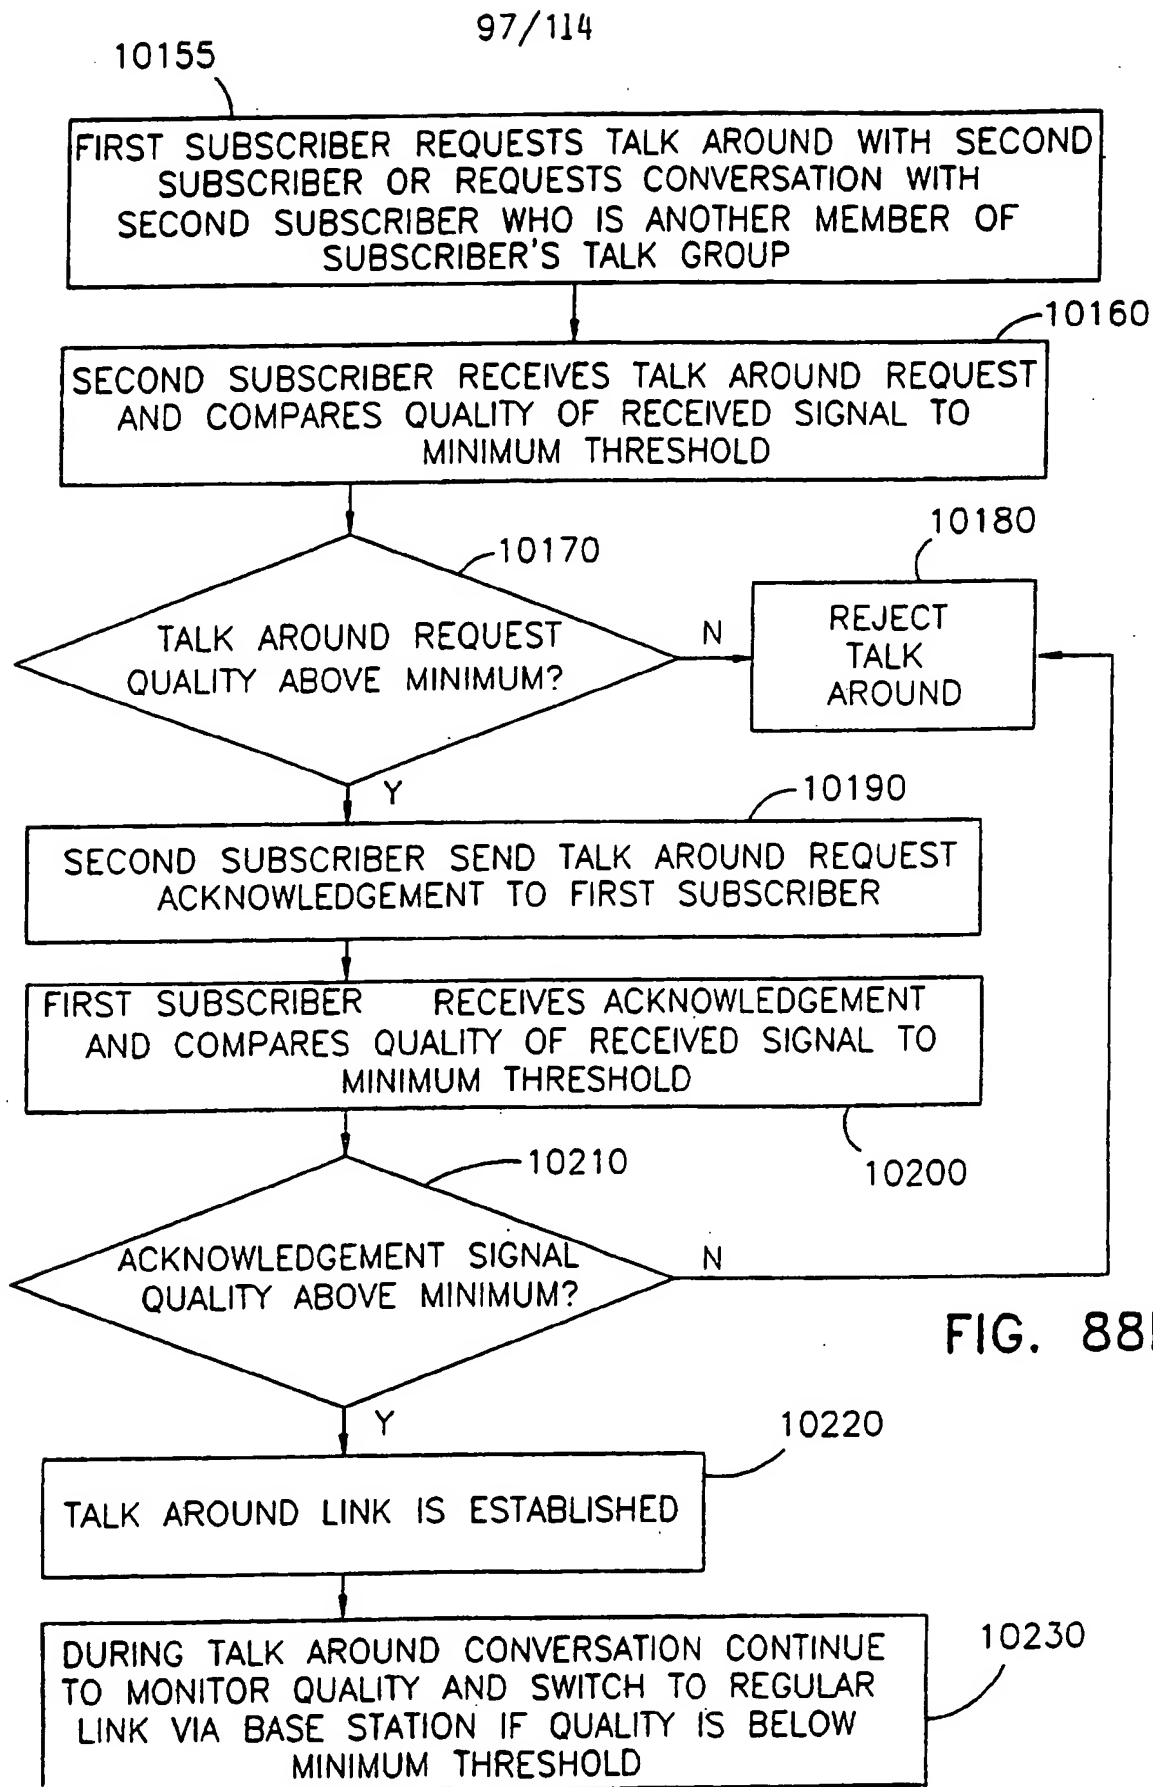 97/114
10155
FIRST SUBSCRIBER REQUESTS TALK AROUND WITH SECOND
SUBSCRIBER OR REQUESTS CONVERSATION WITH
SECOND SUBSCRIBER WHO IS ANOTHER MEMBER OF
SUBSCRIBER'S TALK GROUP
10160
SECOND SUBSCRIBER RECEIVES TALK AROUND REQUEST
AND COMPARES QUALITY OF RECEIVED SIGNAL TO
MINIMUM THRESHOLD
10170
TALK AROUND REQUEST
QUALITY ABOVE MINIMUM?
N
10180
REJECT
TALK
AROUND
Y
10190
SECOND SUBSCRIBER SEND TALK AROUND REQUEST
ACKNOWLEDGEMENT TO FIRST SUBSCRIBER
FIRST SUBSCRIBER RECEIVES ACKNOWLEDGEMENT
AND COMPARES QUALITY OF RECEIVED SIGNAL TO
MINIMUM THRESHOLD
10200
10210
ACKNOWLEDGEMENT SIGNAL
QUALITY ABOVE MINIMUM?
N
FIG. 88
Y
10220
TALK AROUND LINK IS ESTABLISHED
10230
DURING TALK AROUND CONVERSATION CONTINUE
TO MONITOR QUALITY AND SWITCH TO REGULAR
LINK VIA BASE STATION IF QUALITY IS BELOW
MINIMUM THRESHOLD